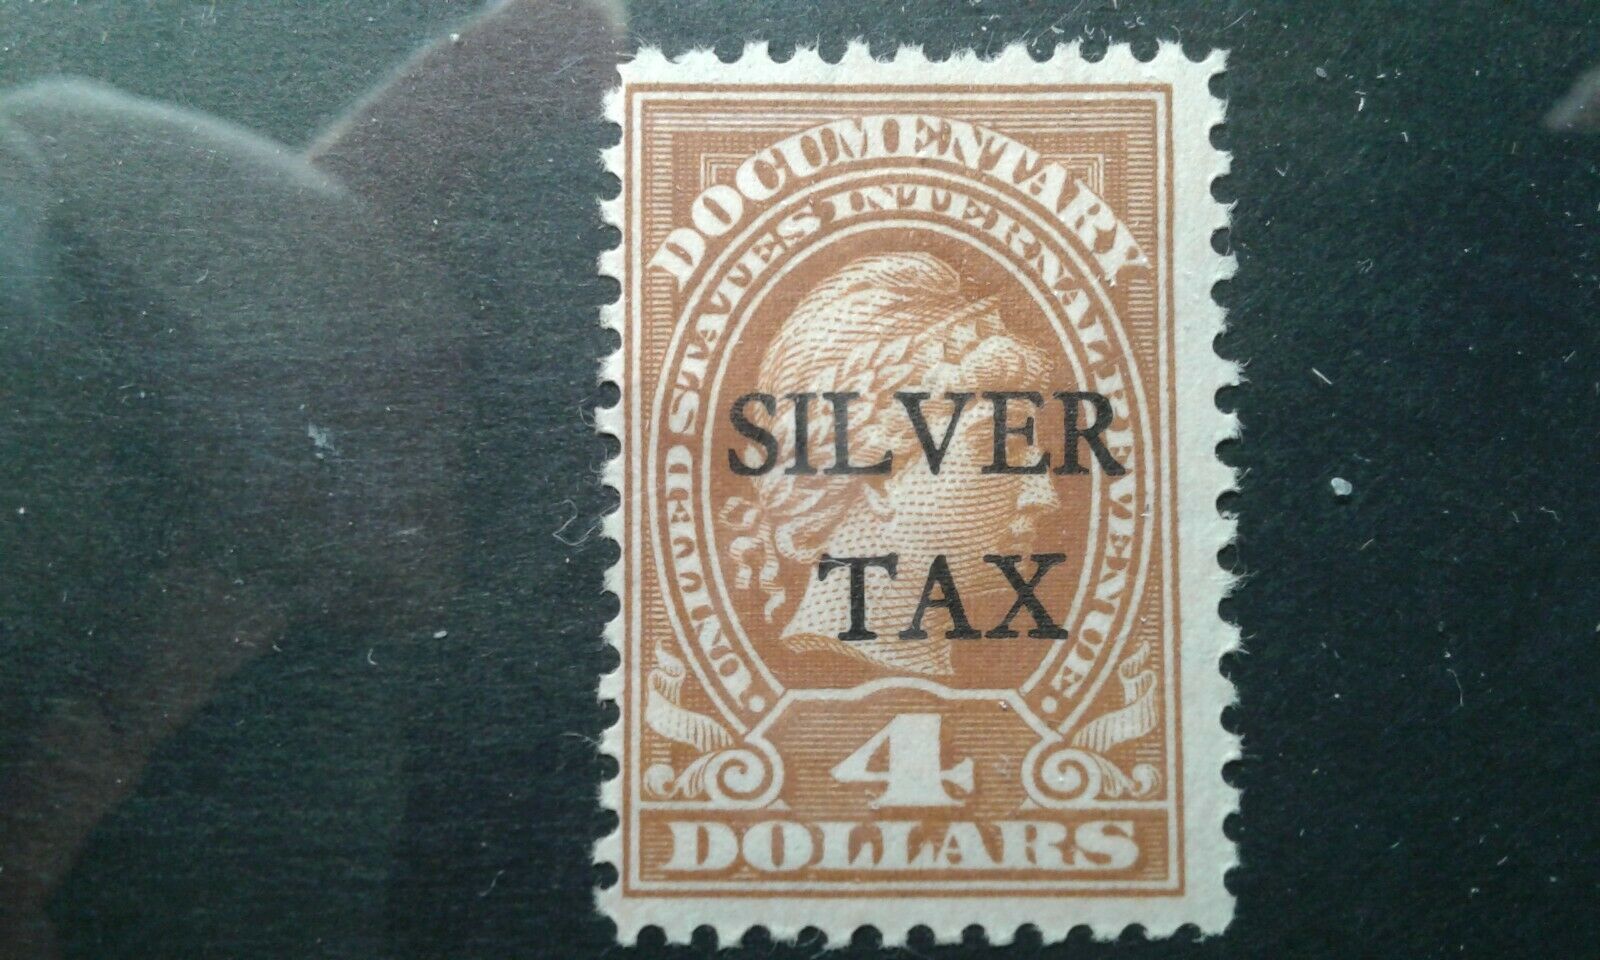 DOCUMENTARY
UNITED STATES INTERNAL REVENUE.
SILVER
TAX
4
DOLLARS